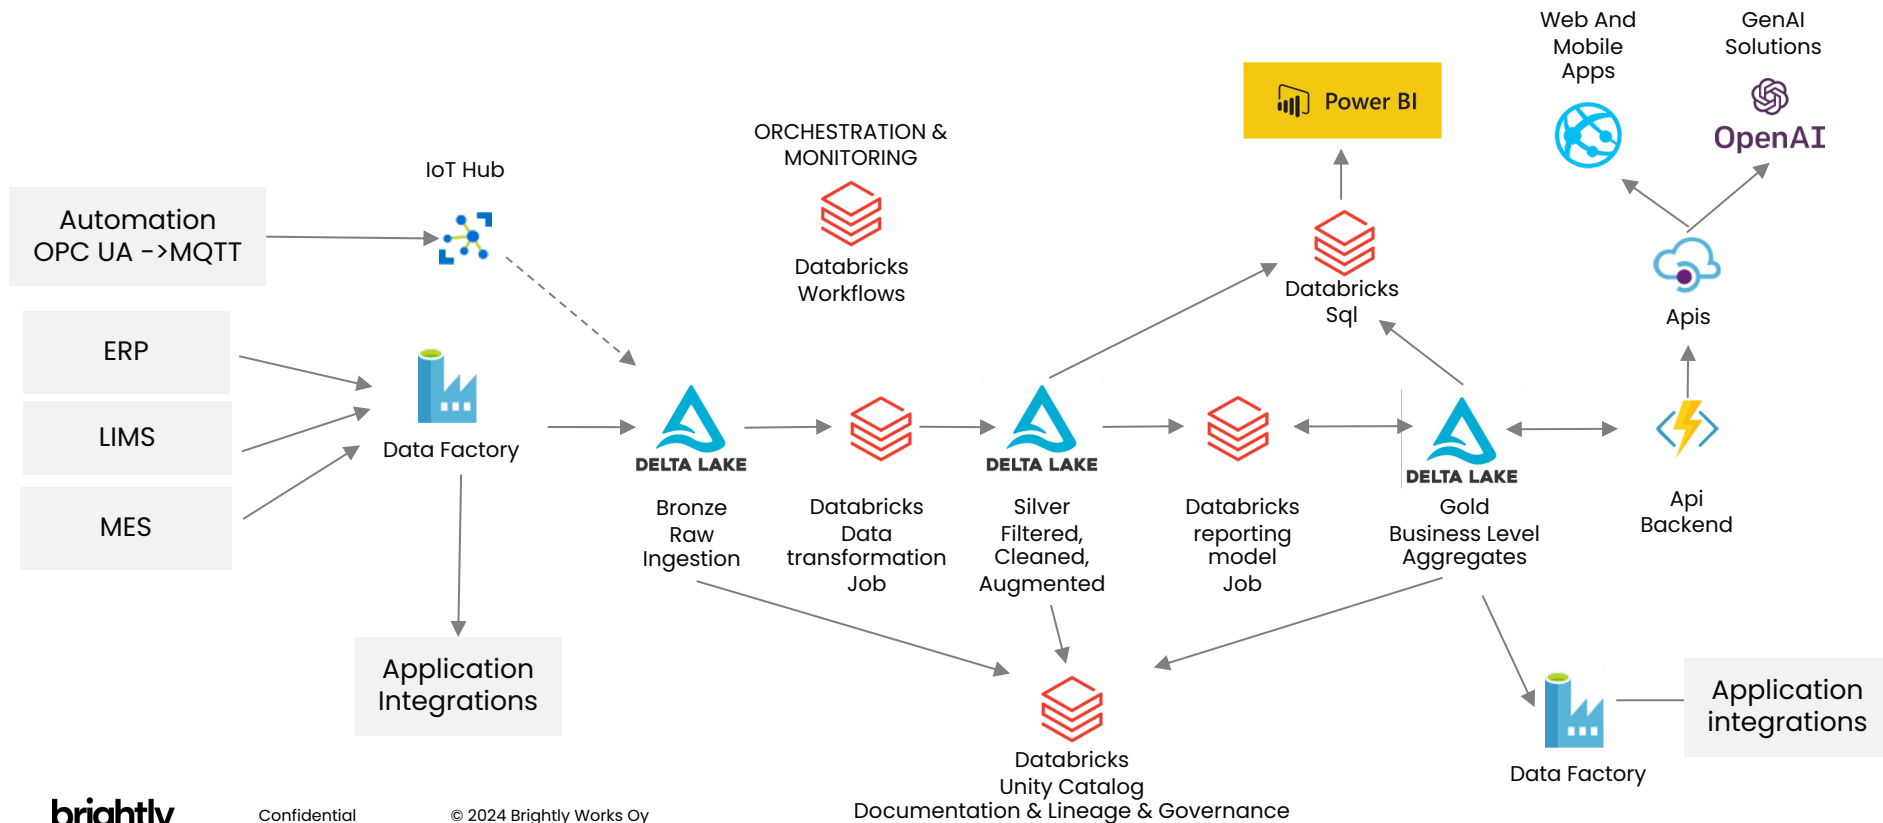 Web And
Mobile
Apps
GenAI
Solutions
OpenAI
Power BI
ORCHESTRATION &
MONITORING
Databricks
Workflows
IoT Hub
Automation
OPC UA ->MQTT
ERP
LIMS
MES
Data Factory
Application
Integrations
DELTA LAKE
Bronze
Raw
Ingestion
Databricks
Data
transformation
Job
DELTA LAKE
Silver
Filtered,
Cleaned,
Augmented
Databricks
reporting
model
Job
Databricks
Sql
DELTA LAKE
Gold
Business Level
Aggregates
Apis
Api
Backend
Databricks
Unity Catalog
Documentation & Lineage & Governance
Data Factory
Application
integrations
brightly
Confidential
© 2024 Brightly Works Oy